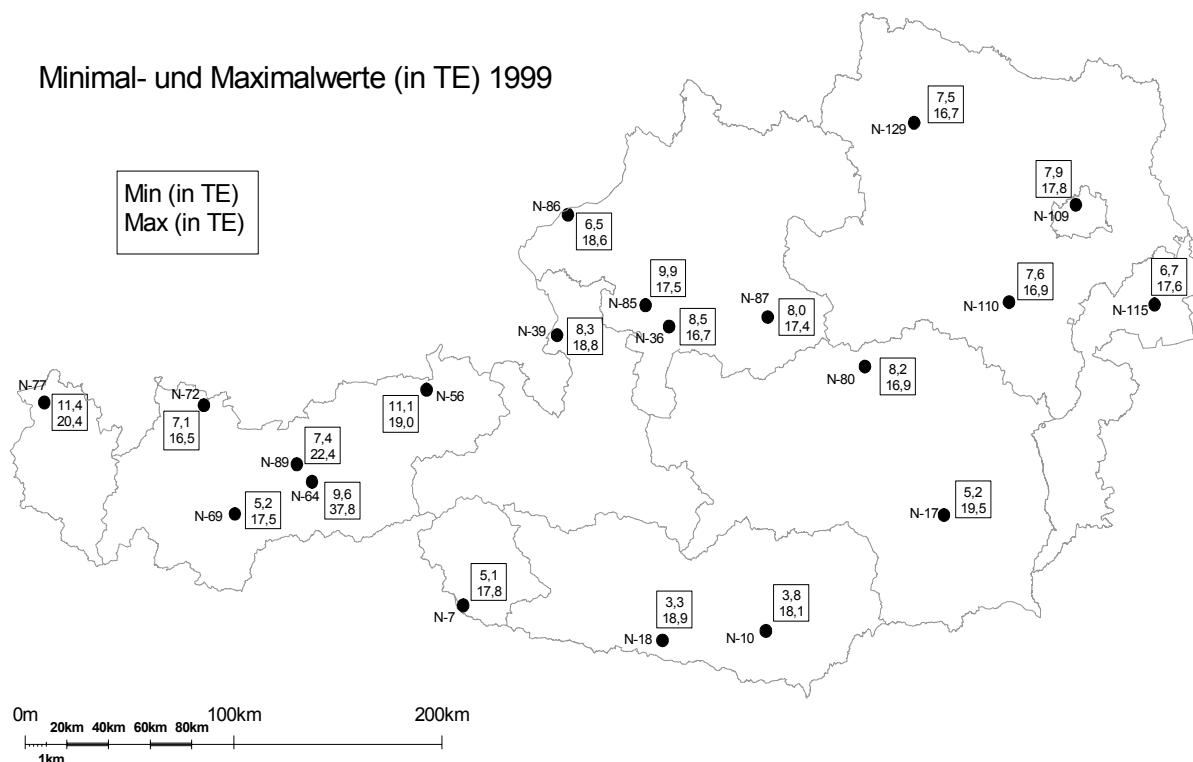 Minimal- und Maximalwerte (in TE) 1999
Min (in TE)
Max (in TE)
N-129
7,5
16,7
7,9
17,8
N-109
N-86
6,5
18,6
9,9
17,5
N-85
N-87
8,0
17,4
7,6
16,9
N-110
6,7
17,6
N-115
N-39
8,3
18,8
N-36
8,5
16,7
N-80
8,2
16,9
N-77
11,4
20,4
N-72
7,1
16,5
N-56
11,1
19,0
7,4
22,4
N-89
N-64
9,6
37,8
N-69
5,2
17,5
5,2
19,5
N-17
5,1
17,8
N-7
3,3
18,9
N-18
3,8
18,1
N-10
0m 100km 200km
20km 40km 60km 80km
1km